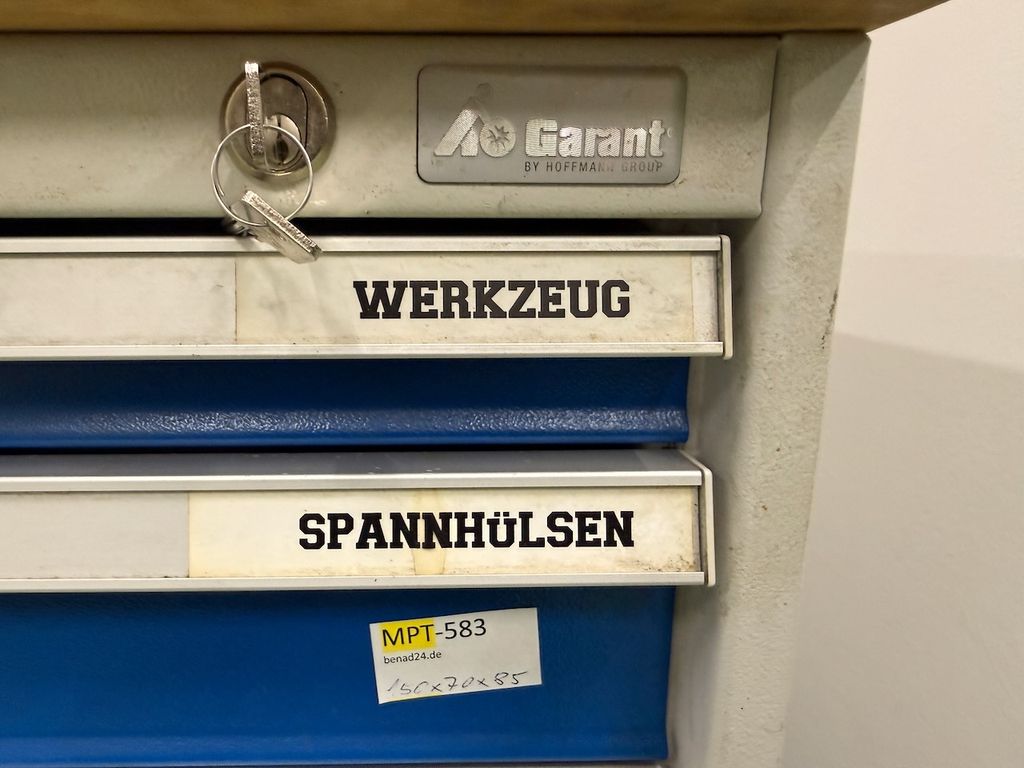 Garant
BY HOFFMANN GROUP
WERKZEUG
SPANNHüLSEN
MPT-583
benad24.de
150x70x85